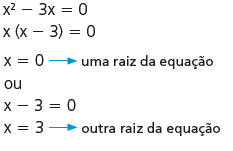 x² − 3x = 0
x (x − 3) = 0
x = 0 → uma raiz da equação
ou
x − 3 = 0
x = 3 → outra raiz da equação